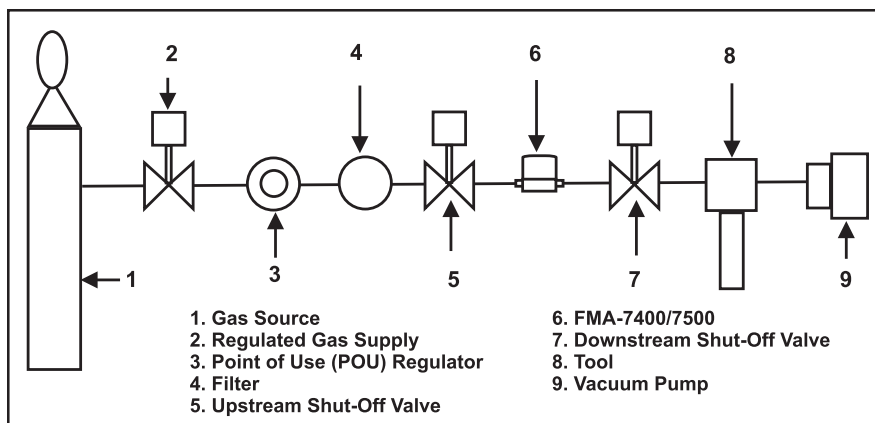 2
4
6
8
1
3
5
7
9
1. Gas Source
2. Regulated Gas Supply
3. Point of Use (POU) Regulator
4. Filter
5. Upstream Shut-Off Valve
6. FMA-7400/7500
7. Downstream Shut-Off Valve
8. Tool
9. Vacuum Pump